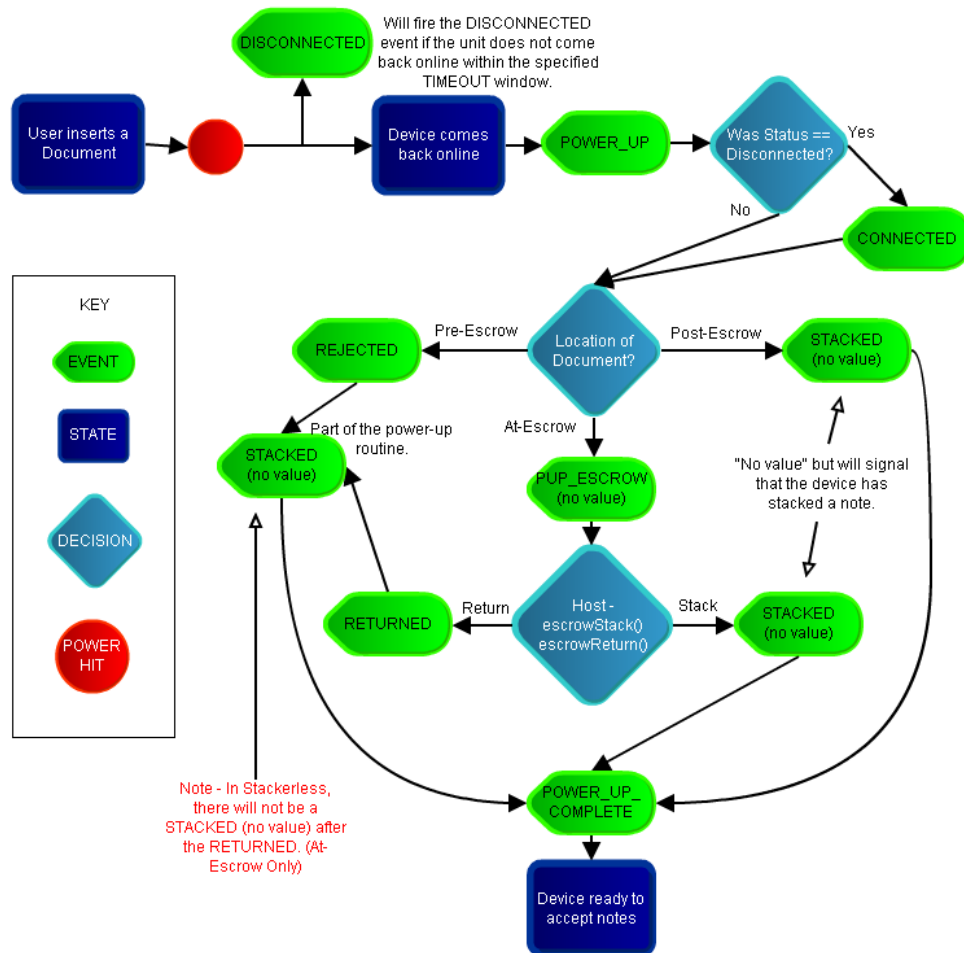 Will fire the DISCONNECTED
event if the unit does not come
back online within the specified
TIMEOUT window.
DISCONNECTED
User inserts a
Document
Device comes
back online
POWER_UP
Was Status ==
Disconnected?
Yes
No
CONNECTED
KEY
EVENT
STATE
DECISION
POWER
HIT
Pre-Escrow
REJECTED
Location of
Document?
Post-Escrow
STACKED
(no value)
Part of the power-up
routine.
STACKED
(no value)
At-Escrow
PUP_ESCROW
(no value)
"No value" but will signal
that the device has
stacked a note.
Return
RETURNED
Host -
escrowStack()
escrowReturn()
Stack
STACKED
(no value)
Note - In Stackerless,
there will not be a
STACKED (no value) after
the RETURNED. (At-
Escrow Only)
POWER_UP_
COMPLETE
Device ready to
accept notes